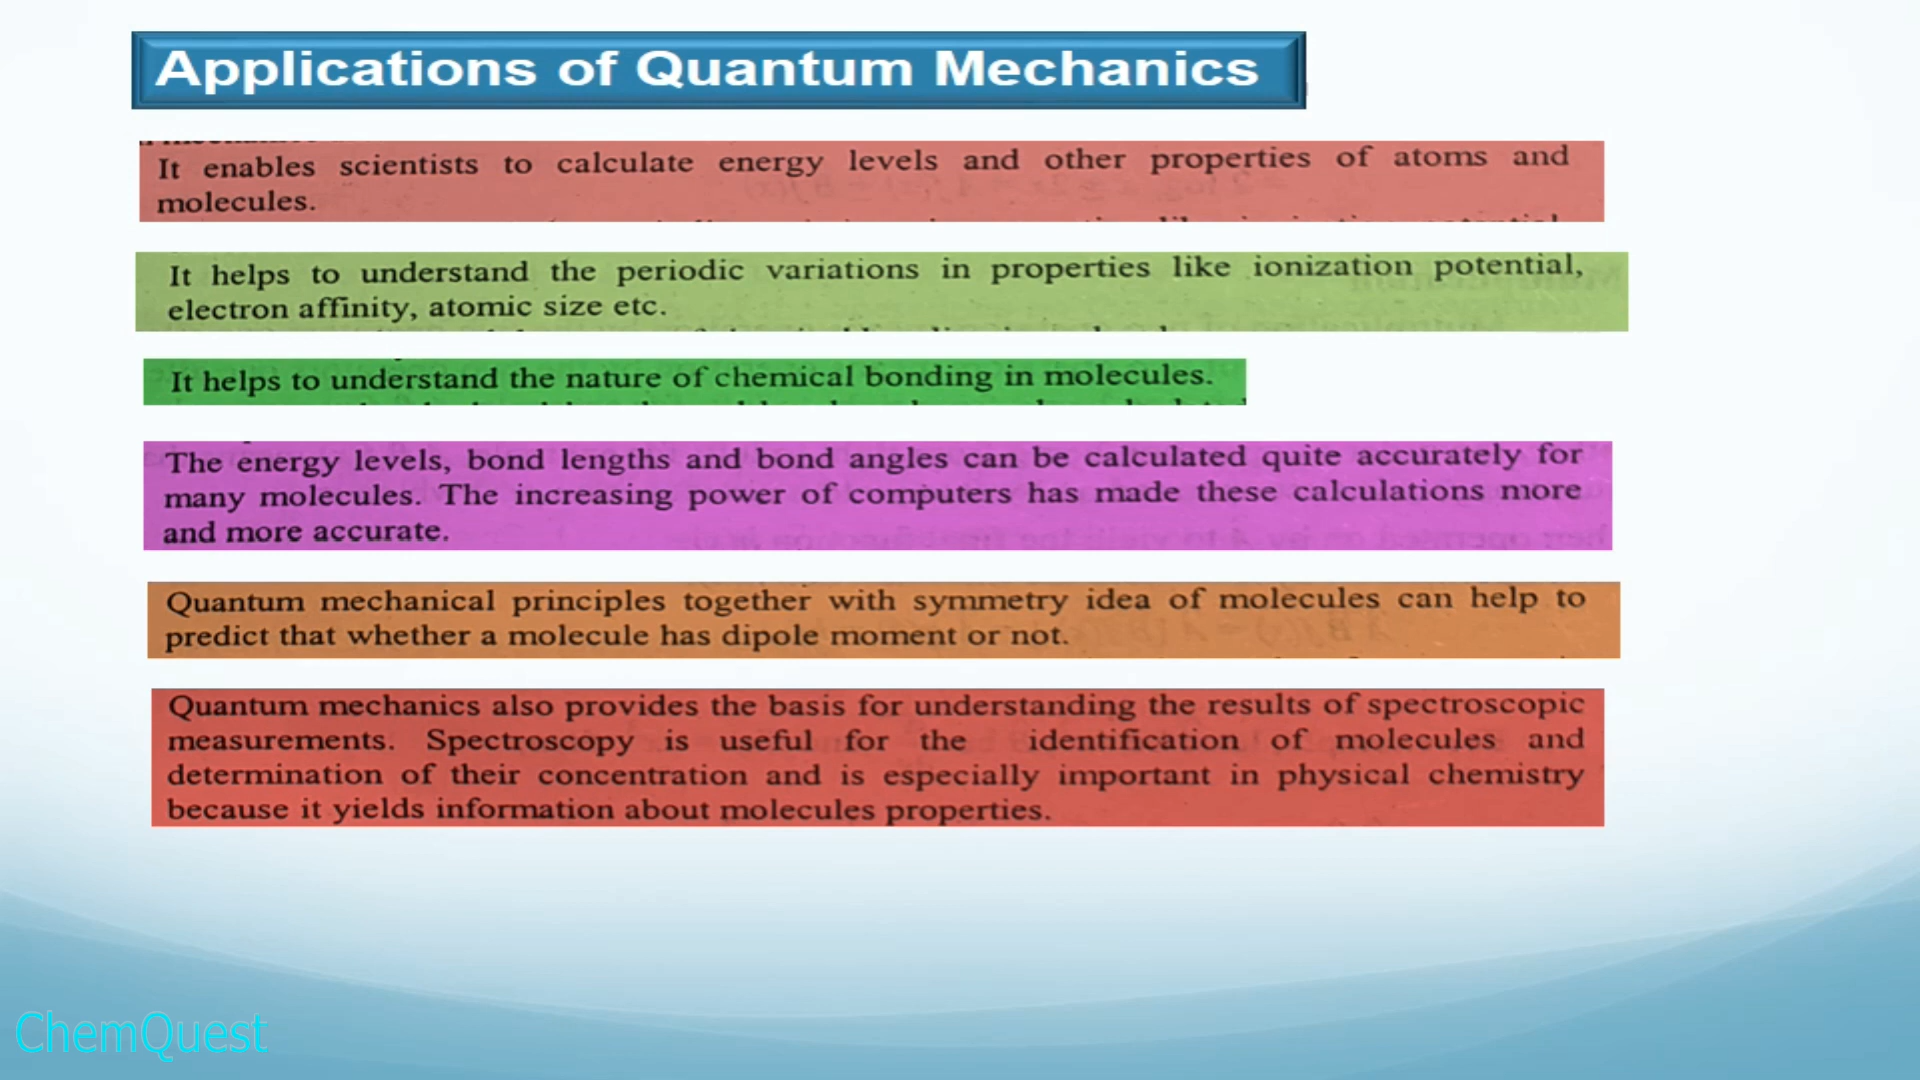 Applications of Quantum Mechanics
It enables scientists to calculate energy levels and other properties of atoms and
molecules.
It helps to understand the periodic variations in properties like ionization potential,
electron affinity, atomic size etc.
It helps to understand the nature of chemical bonding in molecules.
The energy levels, bond lengths and bond angles can be calculated quite accurately for
many molecules. The increasing power of computers has made these calculations more
and more accurate.
Quantum mechanical principles together with symmetry idea of molecules can help to
predict that whether a molecule has dipole moment or not.
Quantum mechanics also provides the basis for understanding the results of spectroscopic
measurements. Spectroscopy is useful for the identification of molecules and
determination of their concentration and is especially important in physical chemistry
because it yields information about molecules properties.
ChemQuest